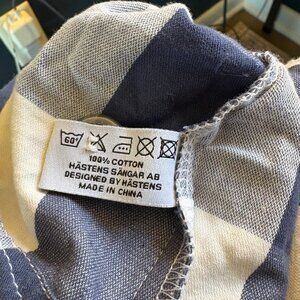 60°
100% COTTON
HÄSTENS SÄNGAR AB
DESIGNED BY HÄSTENS
MADE IN CHINA